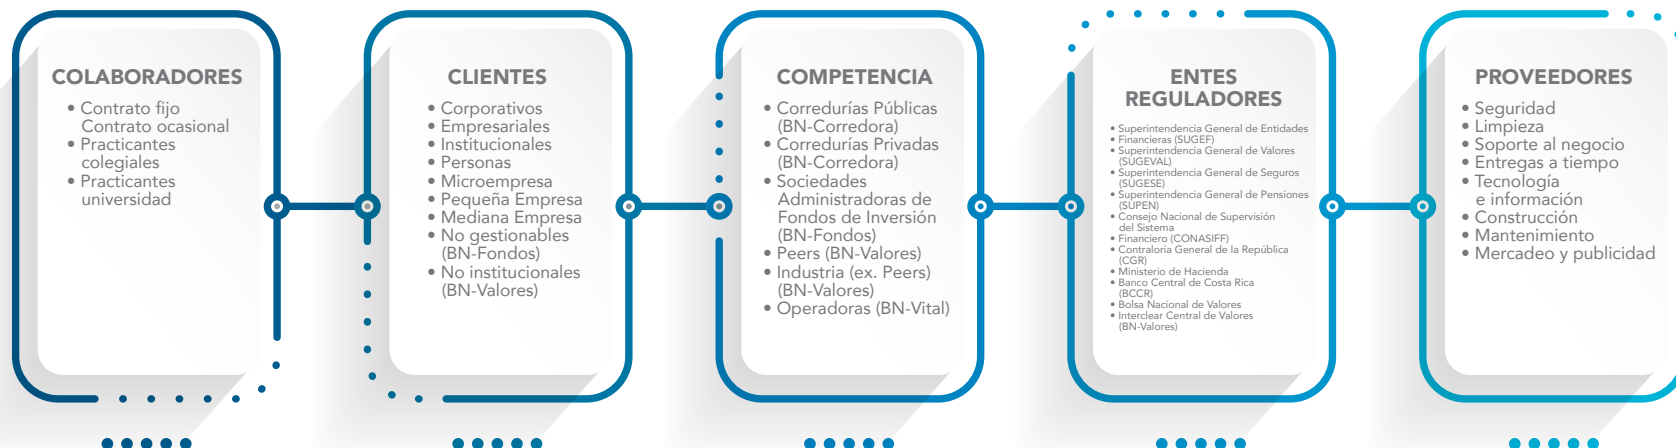 COLABORADORES
• Contrato fijo
Contrato ocasional
• Practicantes
colegiales
• Practicantes
universidad
CLIENTES
• Corporativos
• Empresariales
• Institucionales
• Personas
• Microempresa
• Pequeña Empresa
• Mediana Empresa
• No gestionables
(BN-Fondos)
• No institucionales
(BN-Valores)
COMPETENCIA
• Corredurías Públicas
(BN-Corredora)
• Corredurías Privadas
(BN-Corredora)
• Sociedades
Administradoras de
Fondos de Inversión
(BN-Fondos)
• Peers (BN-Valores)
• Industria (ex. Peers)
(BN-Valores)
• Operadoras (BN-Vital)
ENTES
REGULADORES
• Superintendencia General de Entidades
• Financieras (SUGEF)
• Superintendencia General de Valores
(SUGEVAL)
• Superintendencia General de Seguros
(SUGESE)
• Superintendencia General de Pensiones
(SUPEN)
• Consejo Nacional de Supervisión
del Sistema
• Financiero (CONASIFF)
• Contraloría General de la República
(CGR)
• Ministerio de Hacienda
• Banco Central de Costa Rica
(BCCR)
• Bolsa Nacional de Valores
• Interclear Central de Valores
(BN-Valores)
PROVEEDORES
• Seguridad
• Limpieza
• Soporte al negocio
• Entregas a tiempo
• Tecnología
e información
• Construcción
• Mantenimiento
• Mercadeo y publicidad